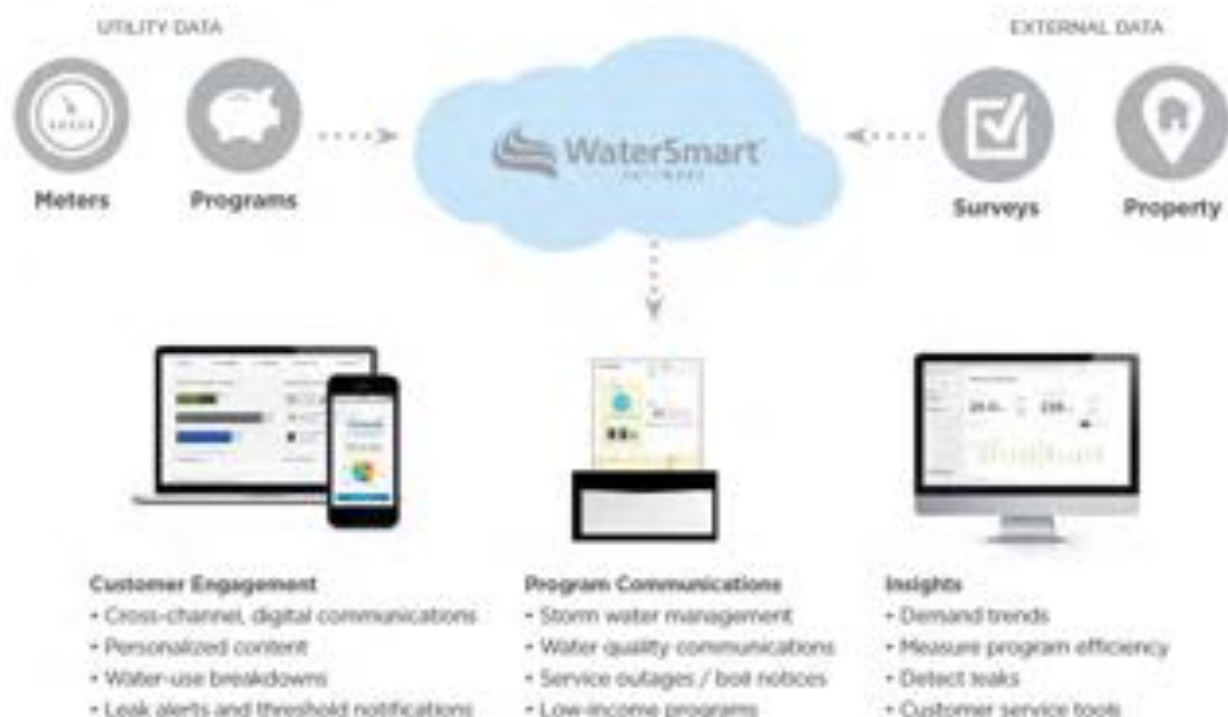 UTILITY DATA
EXTERNAL DATA
WaterSmart
SOFTWARE
Meters
Programs
Surveys
Property
Customer Engagement
• Cross-channel, digital communications
• Personalized content
• Water-use breakdowns
• Leak alerts and threshold notifications
Program Communications
• Storm water management
• Water quality communications
• Service outages / boil notices
• Low-income programs
Insights
• Demand trends
• Measure program efficiency
• Detect leaks
• Customer service tools